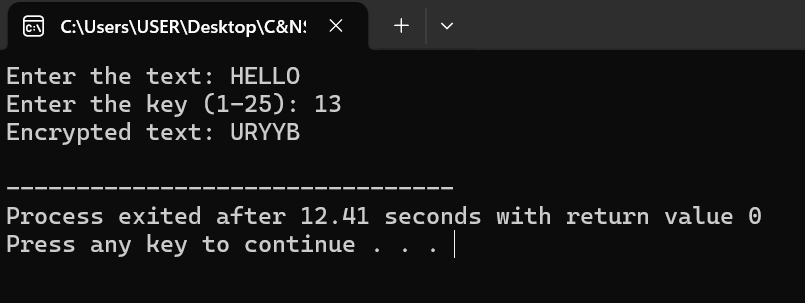 C:\Users\USER\Desktop\C&N
Enter the text: HELLO
Enter the key (1-25): 13
Encrypted text: URYYB
--------------------------------
Process exited after 12.41 seconds with return value 0
Press any key to continue . . .